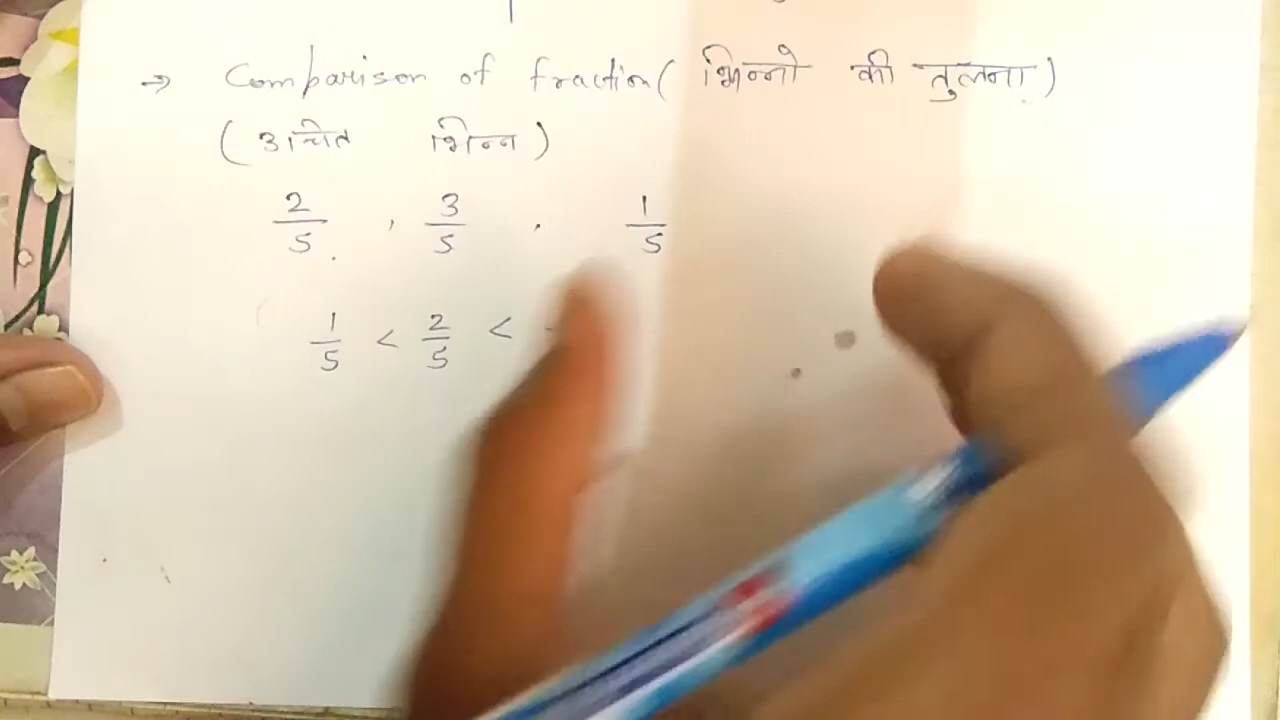 → Comparison of fraction ( भिन्नो की तुलना )
( उचित भिन्न )
2/5 , 3/5 , 1/5
1/5 < 2/5 <